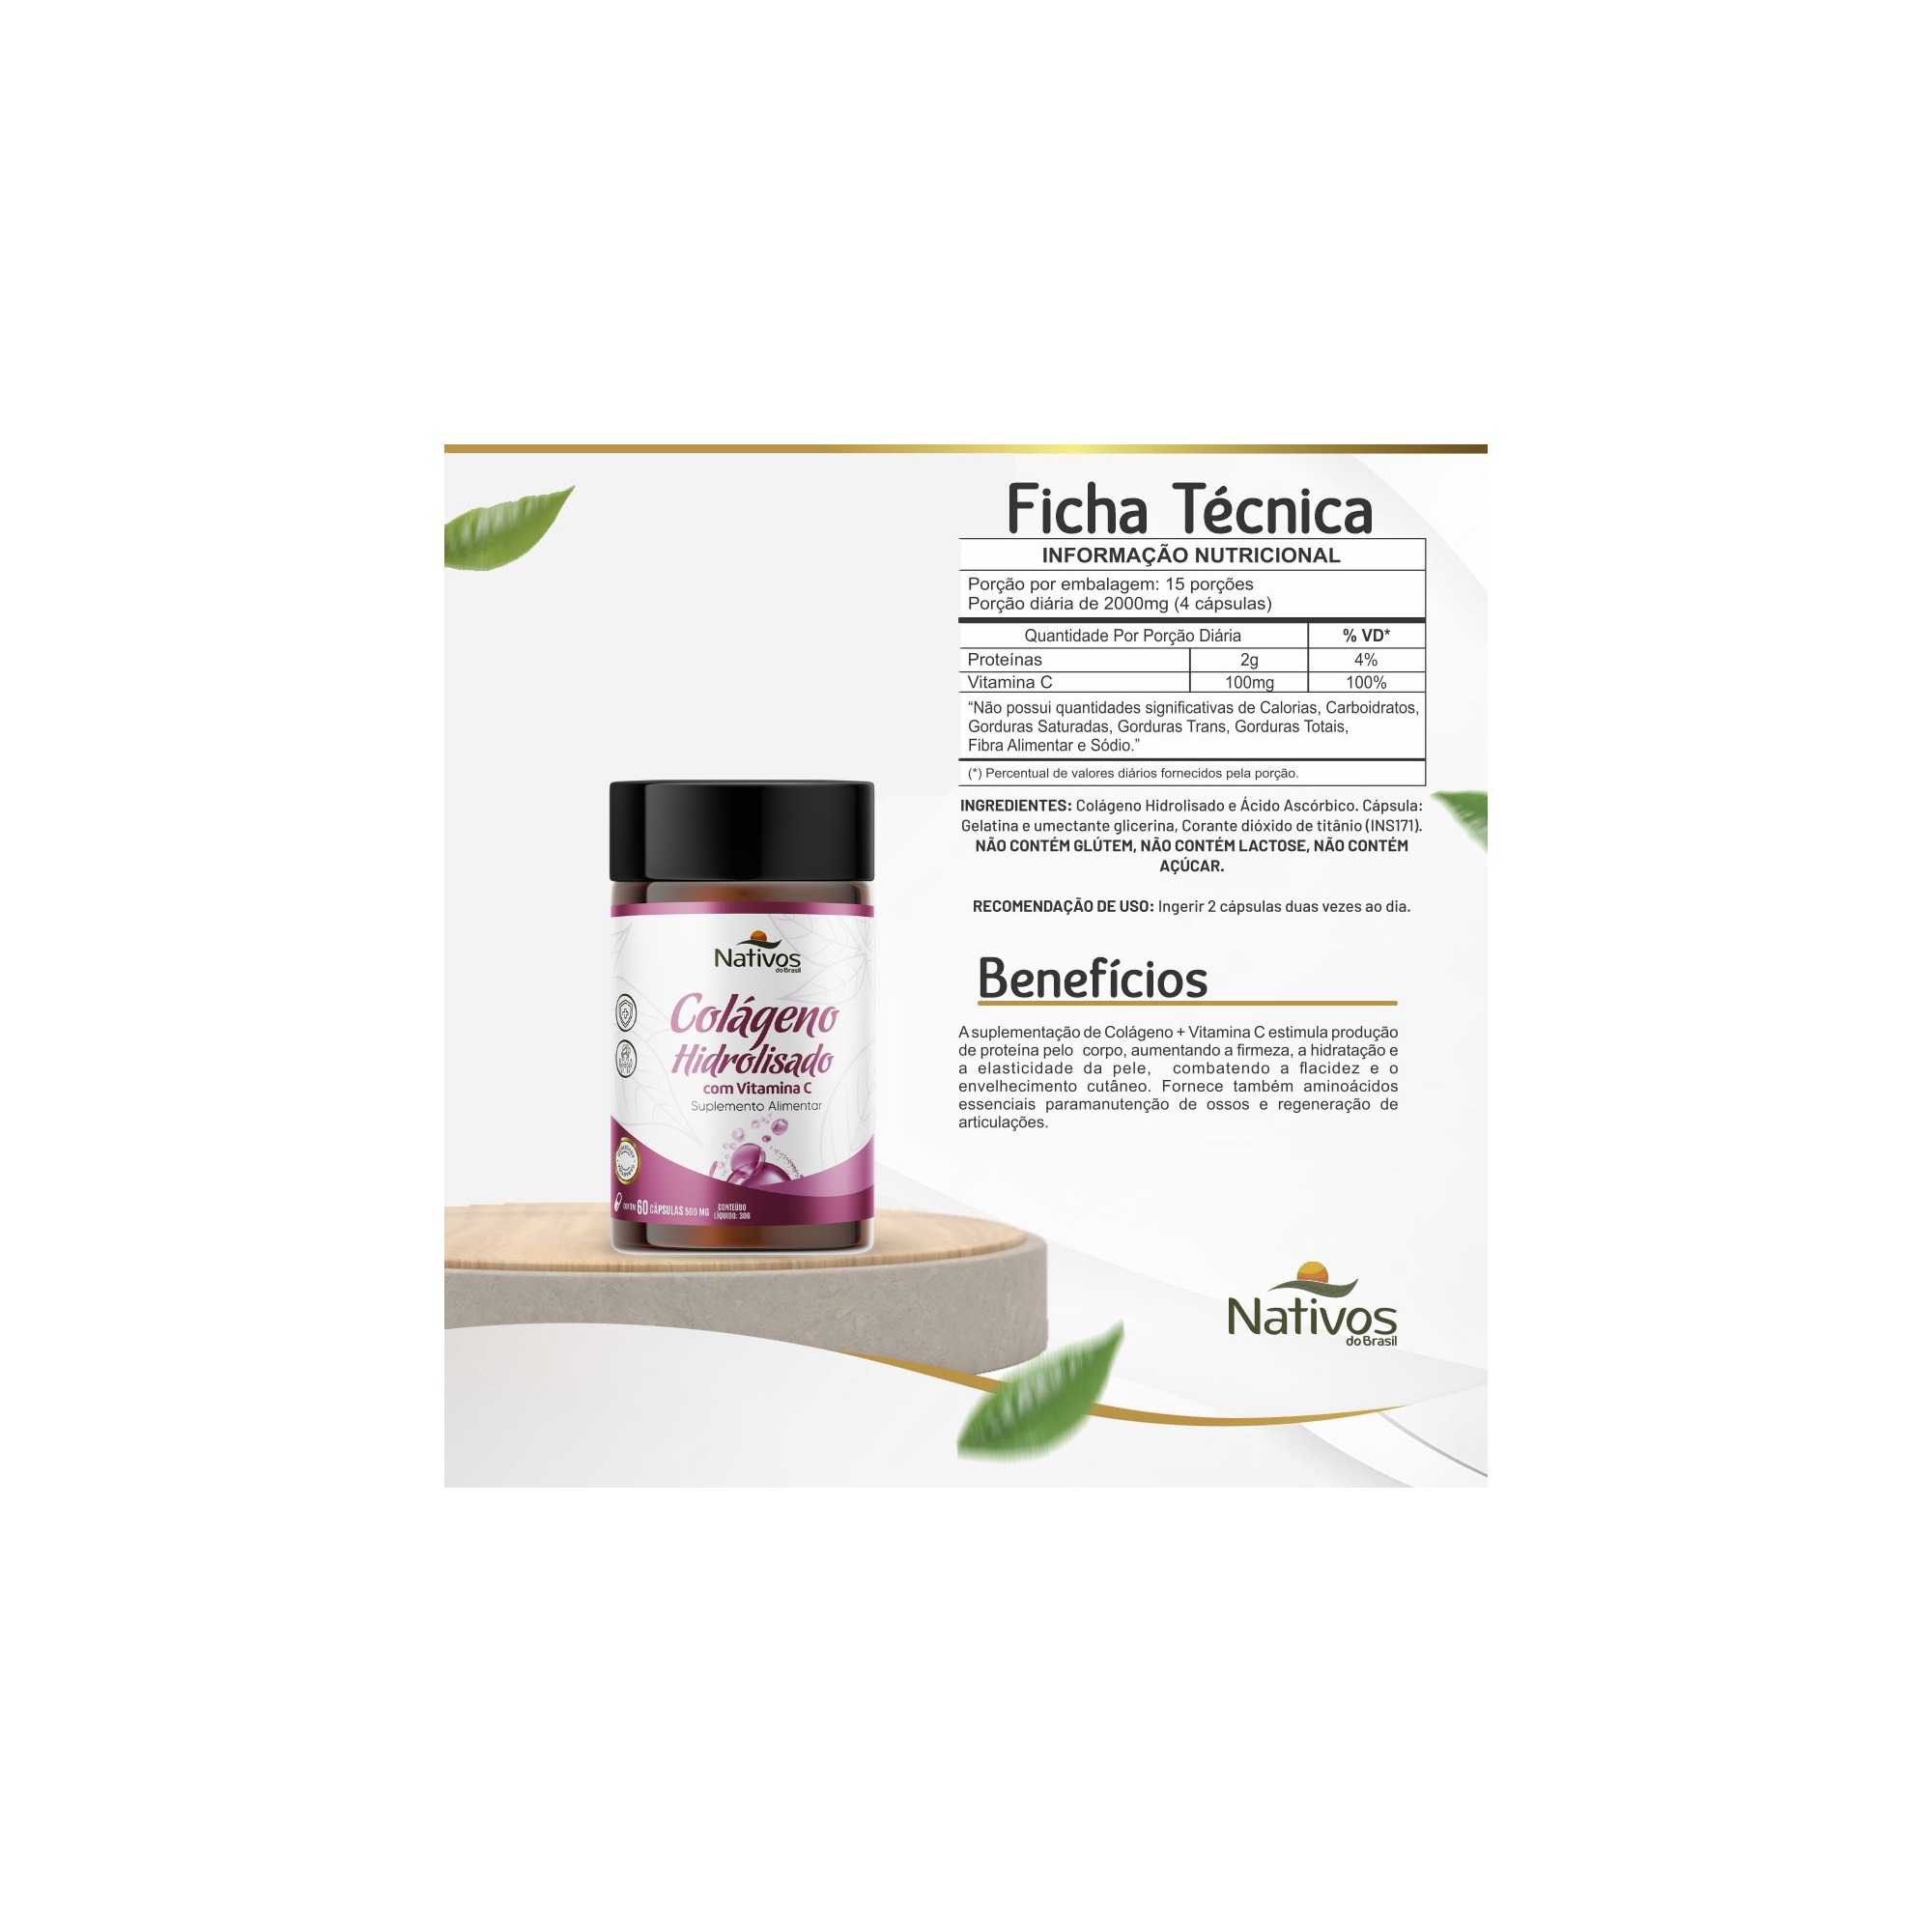 Ficha Técnica
INFORMAÇÃO NUTRICIONAL
Porção por embalagem: 15 porções
Porção diária de 2000mg (4 cápsulas)
Quantidade Por Porção Diária % VD*
Proteínas 2g 4%
Vitamina C 100mg 100%
“Não possui quantidades significativas de Calorias, Carboidratos,
Gorduras Saturadas, Gorduras Trans, Gorduras Totais,
Fibra Alimentar e Sódio.”
(*) Percentual de valores diários fornecidos pela porção.
INGREDIENTES: Colágeno Hidrolisado e Ácido Ascórbico. Cápsula:
Gelatina e umectante glicerina, Corante dióxido de titânio (INS171).
NÃO CONTÉM GLÚTEM, NÃO CONTÉM LACTOSE, NÃO CONTÉM
AÇÚCAR.
RECOMENDAÇÃO DE USO: Ingerir 2 cápsulas duas vezes ao dia.
Benefícios
A suplementação de Colágeno + Vitamina C estimula produção
de proteína pelo corpo, aumentando a firmeza, a hidratação e
a elasticidade da pele, combatendo a flacidez e o
envelhecimento cutâneo. Fornece também aminoácidos
essenciais paramanutenção de ossos e regeneração de
articulações.
Nativos
do Brasil
Colágeno
Hidrolisado
com Vitamina C
Suplemento Alimentar
CONTÉM 60 CÁPSULAS 500 MG
CONTEÚDO
LÍQUIDO: 30G
Nativos
do Brasil